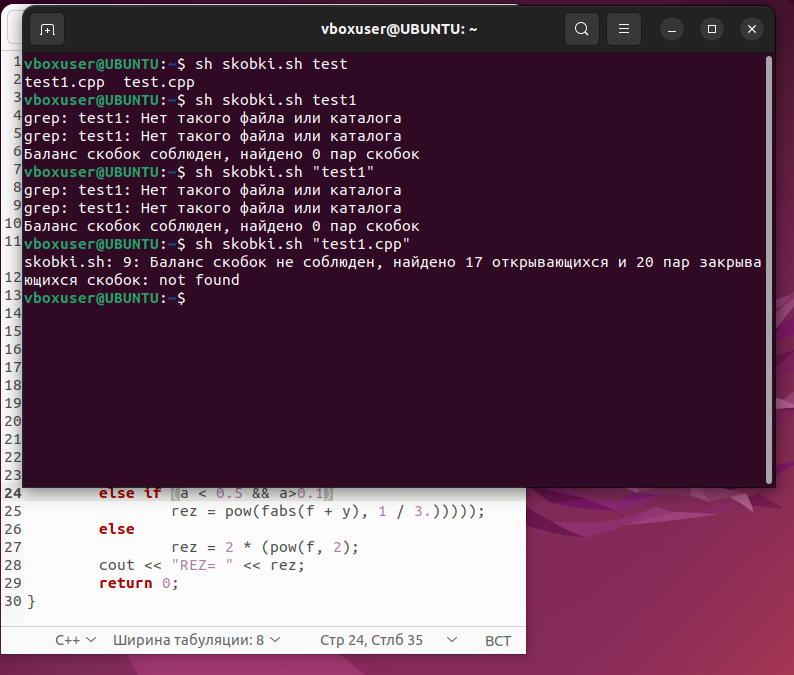 vboxuser@UBUNTU: ~
vboxuser@UBUNTU:~$ sh skobki.sh test
test1.cpp  test.cpp
vboxuser@UBUNTU:~$ sh skobki.sh test1
grep: test1: Нет такого файла или каталога
grep: test1: Нет такого файла или каталога
Баланс скобок соблюден, найдено 0 пар скобок
vboxuser@UBUNTU:~$ sh skobki.sh "test1"
grep: test1: Нет такого файла или каталога
grep: test1: Нет такого файла или каталога
Баланс скобок соблюден, найдено 0 пар скобок
vboxuser@UBUNTU:~$ sh skobki.sh "test1.cpp"
skobki.sh: 9: Баланс скобок не соблюден, найдено 17 открывающихся и 20 пар закрыва
ющихся скобок: not found
vboxuser@UBUNTU:~$
1
2
3
4
5
6
7
8
9
10
11
12
13
14
15
16
17
18
19
20
21
22
23
24 else if (a < 0.5 && a>0.1)
25 rez = pow(fabs(f + y), 1 / 3.)))));
26 else
27 rez = 2 * (pow(f, 2);
28 cout << "REZ= " << rez;
29 return 0;
30 }
C++ Ширина табуляции: 8 Стр 24, Стлб 35 ВСТ